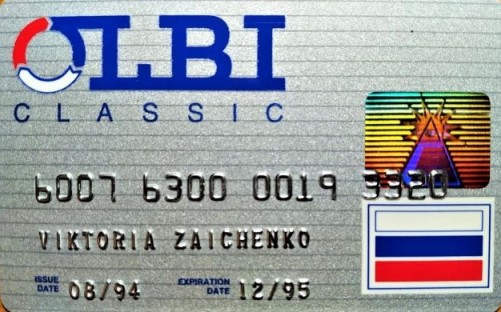 OLBI
CLASSIC
6007 6300 0019 3320
VIKTORIA ZAICHENKO
ISSUE DATE 08/94 EXPIRATION DATE 12/95